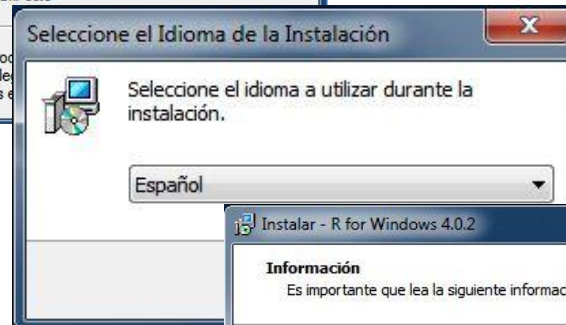 Seleccione el Idioma de la Instalación
Seleccione el idioma a utilizar durante la
instalación.
Español
Instalar - R for Windows 4.0.2
Información
Es importante que lea la siguiente informac